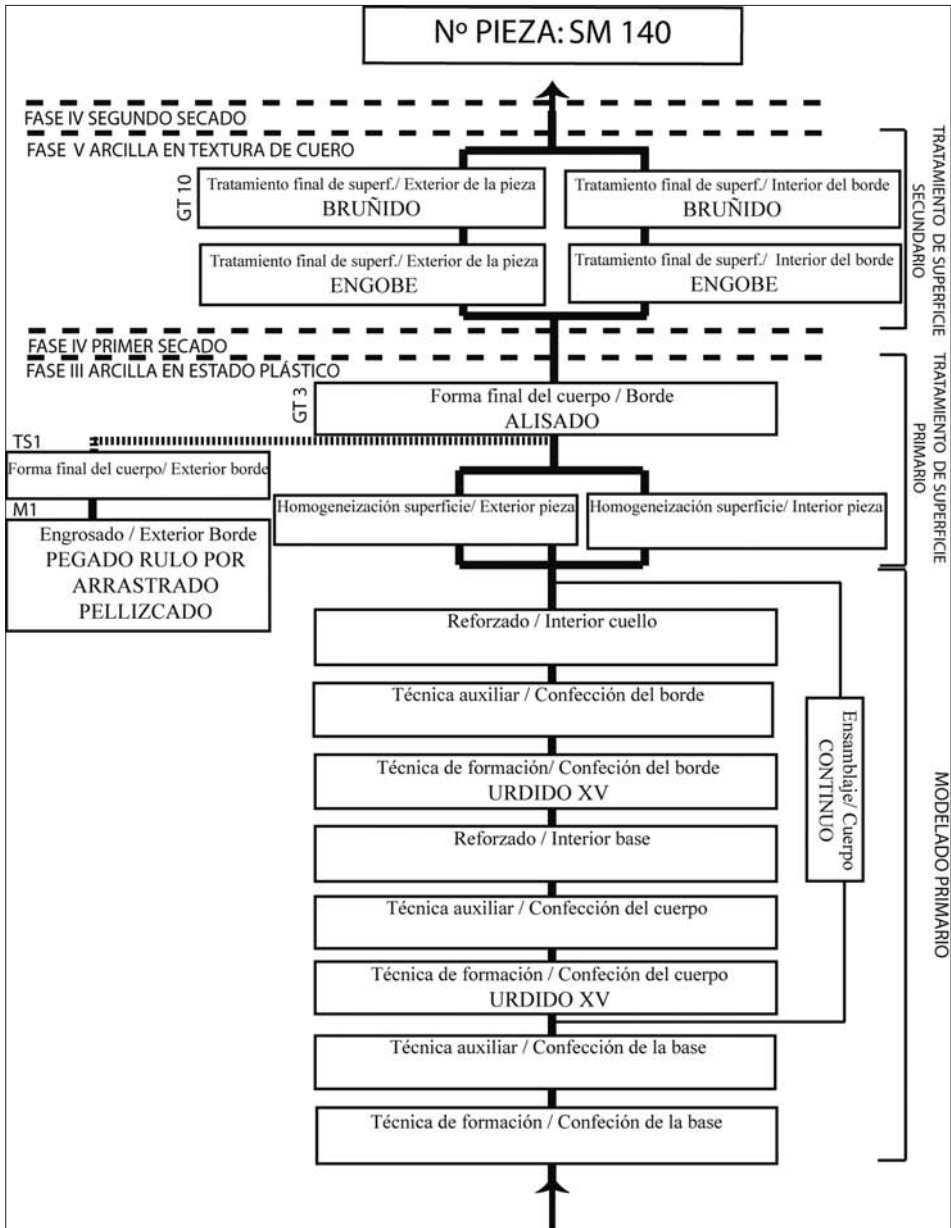 Nº PIEZA: SM 140
FASE IV SEGUNDO SECADO
FASE V ARCILLA EN TEXTURA DE CUERO
GT 10
Tratamiento final de superf./ Exterior de la pieza
BRUÑIDO
Tratamiento final de superf./ Interior del borde
BRUÑIDO
Tratamiento final de superf./ Exterior de la pieza
ENGOBE
Tratamiento final de superf./ Interior del borde
ENGOBE
TRATAMIENTO DE SUPERFICIE
SECUNDARIO
FASE IV PRIMER SECADO
FASE III ARCILLA EN ESTADO PLÁSTICO
GT 3
Forma final del cuerpo / Borde
ALISADO
TS1
Forma final del cuerpo/ Exterior borde
M1
Engrosado / Exterior Borde
PEGADO RULO POR
ARRASTRADO
PELLIZCADO
Homogeneización superficie/ Exterior pieza
Homogeneización superficie/ Interior pieza
TRATAMIENTO DE SUPERFICIE
PRIMARIO
Reforzado / Interior cuello
Técnica auxiliar / Confección del borde
Técnica de formación/ Confeción del borde
URDIDO XV
Reforzado / Interior base
Técnica auxiliar / Confección del cuerpo
Técnica de formación / Confeción del cuerpo
URDIDO XV
Técnica auxiliar / Confección de la base
Técnica de formación / Confeción de la base
Ensamblaje/ Cuerpo
CONTINUO
MODELADO PRIMARIO